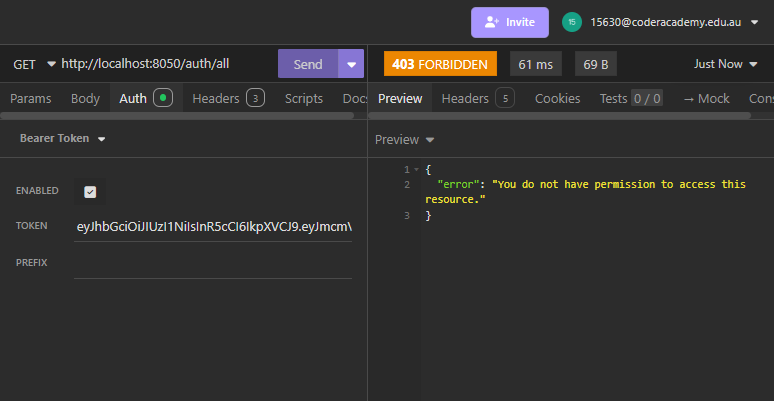 Invite 15 15630@coderacademy.edu.au
GET http://localhost:8050/auth/all Send 403 FORBIDDEN 61 ms 69 B Just Now
Params Body Auth Headers 3 Scripts Docs Preview Headers 5 Cookies Tests 0 / 0 → Mock Cons
Bearer Token Preview
ENABLED
TOKEN eyJhbGciOiJIUzI1NiIsInR5cCI6IkpXVCJ9.eyJmcm
PREFIX
1 {
2 "error": "You do not have permission to access this
resource."
3 }